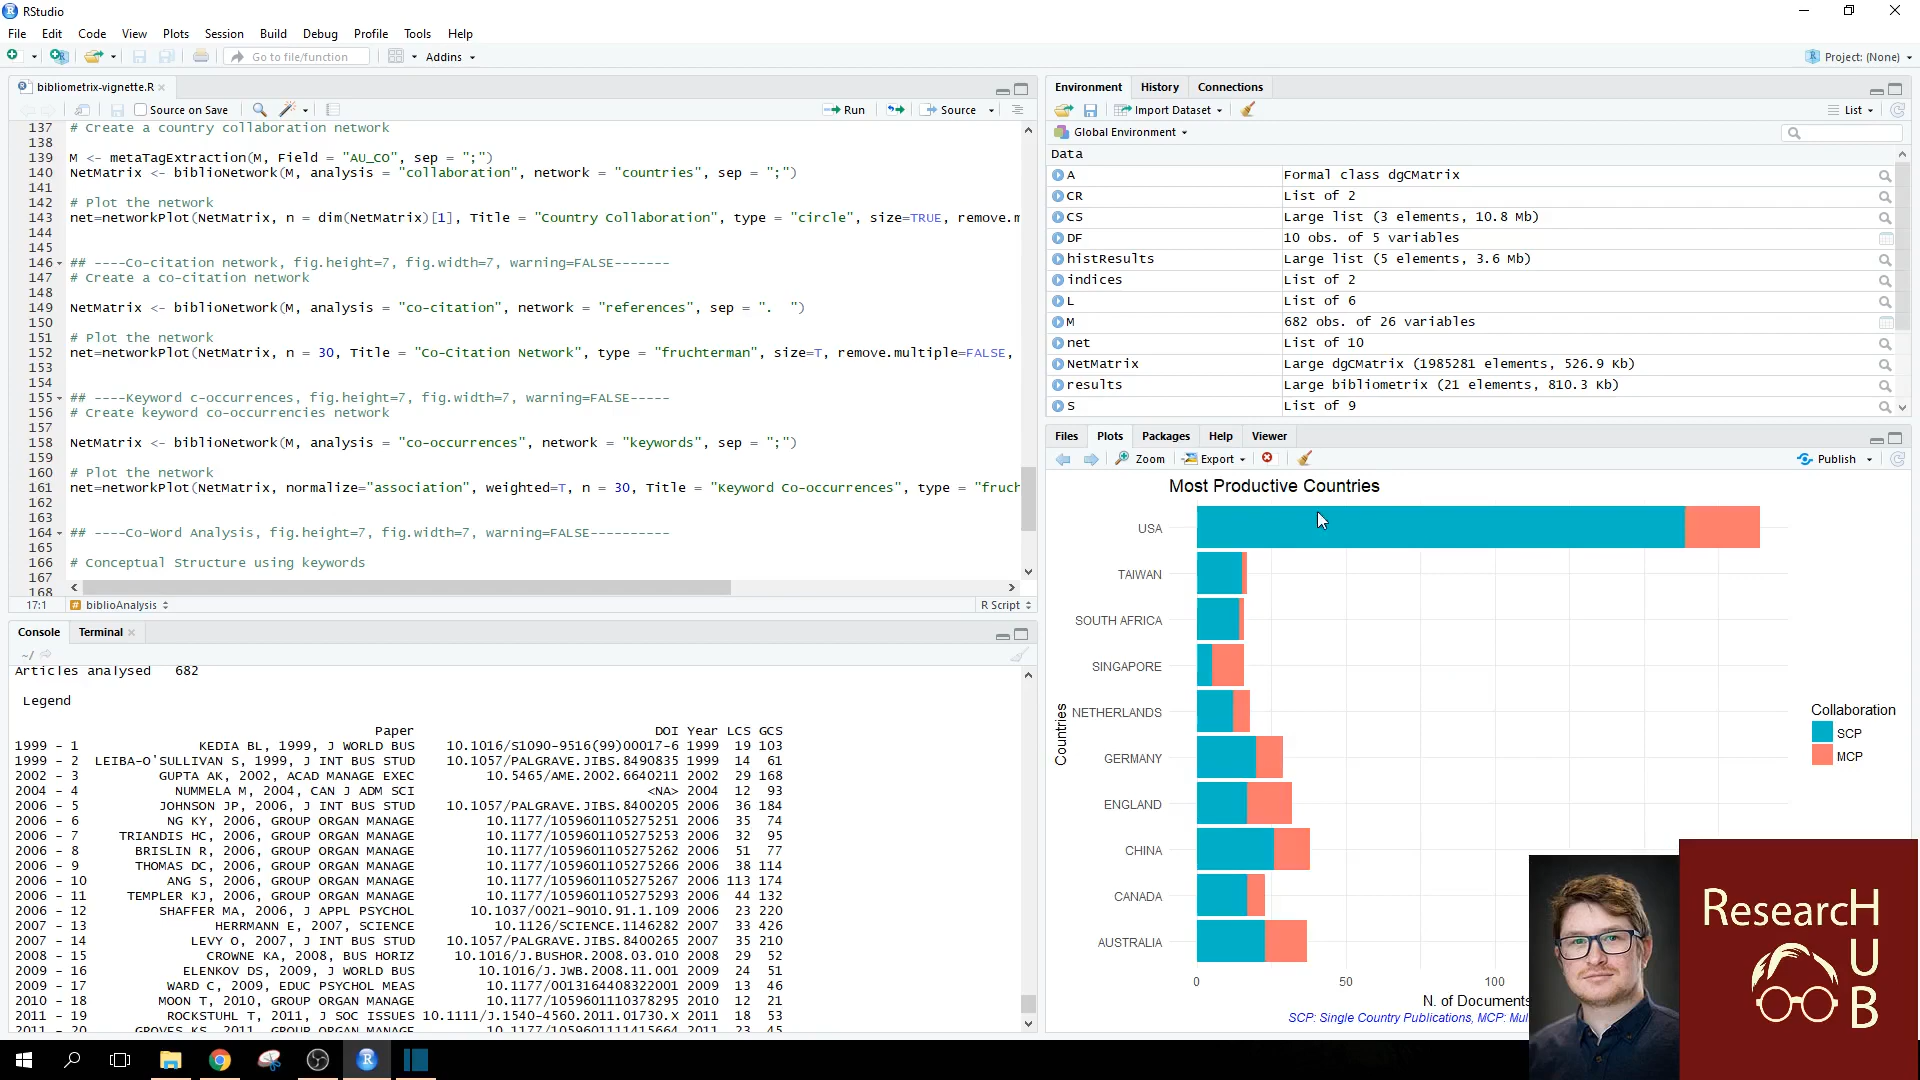 RStudio
File Edit Code View Plots Session Build Debug Profile Tools Help
Go to file/function Addins Project: (None)
bibliometrix-vignette.R
Source on Save Run Source
137 # Create a country collaboration network
138
139 M <- metaTagExtraction(M, Field = "AU_CO", sep = ";")
140 NetMatrix <- biblioNetwork(M, analysis = "collaboration", network = "countries", sep = ";")
141
142 # Plot the network
143 net=networkPlot(NetMatrix, n = dim(NetMatrix)[1], Title = "Country Collaboration", type = "circle", size=TRUE, remove.m
144
145
146 ## ----Co-citation network, fig.height=7, fig.width=7, warning=FALSE-------
147 # Create a co-citation network
148
149 NetMatrix <- biblioNetwork(M, analysis = "co-citation", network = "references", sep = ".  ")
150
151 # Plot the network
152 net=networkPlot(NetMatrix, n = 30, Title = "Co-Citation Network", type = "fruchterman", size=T, remove.multiple=FALSE,
153
154
155 ## ----Keyword c-occurrences, fig.height=7, fig.width=7, warning=FALSE-----
156 # Create keyword co-occurrencies network
157
158 NetMatrix <- biblioNetwork(M, analysis = "co-occurrences", network = "keywords", sep = ";")
159
160 # Plot the network
161 net=networkPlot(NetMatrix, normalize="association", weighted=T, n = 30, Title = "Keyword Co-occurrences", type = "fruch
162
163
164 ## ----Co-Word Analysis, fig.height=7, fig.width=7, warning=FALSE----------
165
166 # Conceptual Structure using keywords
167
168
17:1 biblioAnalysis R Script
Console Terminal
~/
Articles analysed 682
Legend
Paper DOI Year LCS GCS
1999 - 1 KEDIA BL, 1999, J WORLD BUS 10.1016/S1090-9516(99)00017-6 1999 19 103
1999 - 2 LEIBA-O'SULLIVAN S, 1999, J INT BUS STUD 10.1057/PALGRAVE.JIBS.8490835 1999 14 61
2002 - 3 GUPTA AK, 2002, ACAD MANAGE EXEC 10.5465/AME.2002.6640211 2002 29 168
2004 - 4 NUMMELA M, 2004, CAN J ADM SCI <NA> 2004 12 93
2006 - 5 JOHNSON JP, 2006, J INT BUS STUD 10.1057/PALGRAVE.JIBS.8400205 2006 36 184
2006 - 6 NG KY, 2006, GROUP ORGAN MANAGE 10.1177/1059601105275251 2006 35 74
2006 - 7 TRIANDIS HC, 2006, GROUP ORGAN MANAGE 10.1177/1059601105275253 2006 32 95
2006 - 8 BRISLIN R, 2006, GROUP ORGAN MANAGE 10.1177/1059601105275262 2006 51 77
2006 - 9 THOMAS DC, 2006, GROUP ORGAN MANAGE 10.1177/1059601105275266 2006 38 114
2006 - 10 ANG S, 2006, GROUP ORGAN MANAGE 10.1177/1059601105275267 2006 113 174
2006 - 11 TEMPLER KJ, 2006, GROUP ORGAN MANAGE 10.1177/1059601105275293 2006 44 132
2006 - 12 SHAFFER MA, 2006, J APPL PSYCHOL 10.1037/0021-9010.91.1.109 2006 23 220
2007 - 13 HERRMANN E, 2007, SCIENCE 10.1126/SCIENCE.1146282 2007 33 426
2007 - 14 LEVY O, 2007, J INT BUS STUD 10.1057/PALGRAVE.JIBS.8400265 2007 35 210
2008 - 15 CROWNE KA, 2008, BUS HORIZ 10.1016/J.BUSHOR.2008.03.010 2008 29 52
2009 - 16 ELENKOV DS, 2009, J WORLD BUS 10.1016/J.JWB.2008.11.001 2009 24 51
2009 - 17 WARD C, 2009, EDUC PSYCHOL MEAS 10.1177/0013164408322001 2009 13 46
2010 - 18 MOON T, 2010, GROUP ORGAN MANAGE 10.1177/1059601110378295 2010 12 21
2011 - 19 ROCKSTUHL T, 2011, J SOC ISSUES 10.1111/J.1540-4560.2011.01730.X 2011 18 53
2011 - 20 GROVES KS, 2011, GROUP ORGAN MANAGE 10.1177/1059601111415664 2011 23 45
Environment History Connections
Import Dataset List
Global Environment
Data
A Formal class dgCMatrix
CR List of 2
CS Large list (3 elements, 10.8 Mb)
DF 10 obs. of 5 variables
histResults Large list (5 elements, 3.6 Mb)
indices List of 2
L List of 6
M 682 obs. of 26 variables
net List of 10
NetMatrix Large dgCMatrix (1985281 elements, 526.9 Kb)
results Large bibliometrix (21 elements, 810.3 Kb)
S List of 9
Files Plots Packages Help Viewer
Zoom Export Publish
Most Productive Countries
USA
TAIWAN
SOUTH AFRICA
SINGAPORE
NETHERLANDS
GERMANY
ENGLAND
CHINA
CANADA
AUSTRALIA
Countries
Collaboration
SCP
MCP
0 50 100
N. of Documents
SCP: Single Country Publications, MCP: Mul
ResearcH
U
B